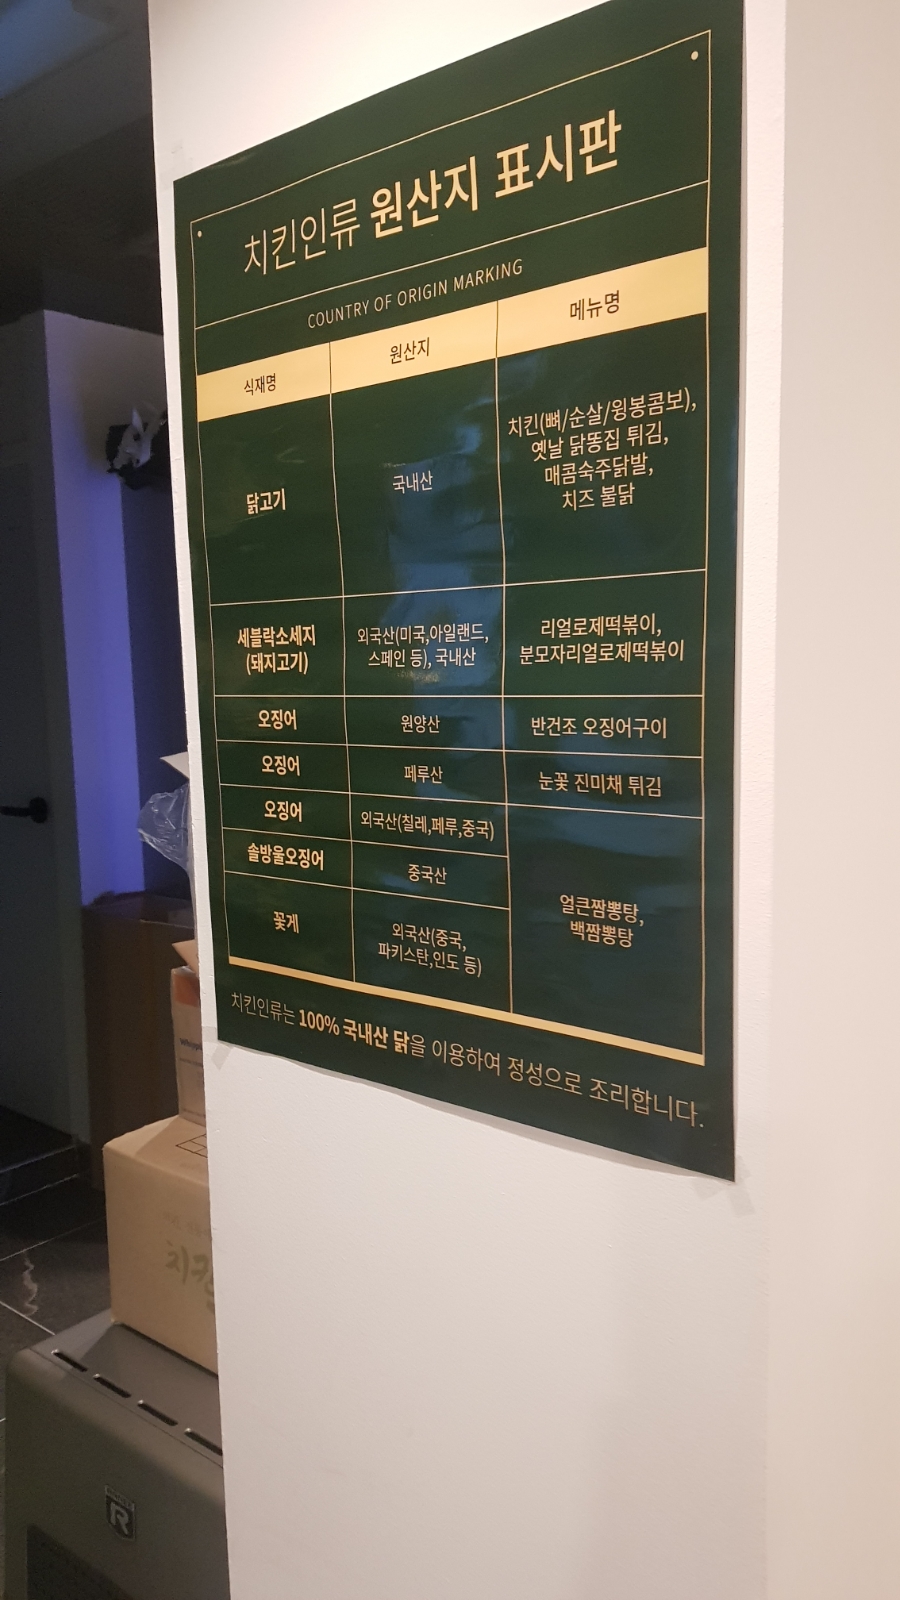 치킨인류 원산지 표시판
COUNTRY OF ORIGIN MARKING
식재명 원산지 메뉴명
닭고기 국내산 치킨(뼈/순살/윙봉콤보),
옛날 닭똥집 튀김,
매콤숙주닭발,
치즈 불닭
세블락소세지
(돼지고기)
외국산(미국,아일랜드,
스페인 등), 국내산
리얼로제떡볶이,
분모자리얼로제떡볶이
오징어 원양산 반건조 오징어구이
오징어 페루산 눈꽃 진미채 튀김
오징어 외국산(칠레,페루,중국)
솔방울오징어 중국산
꽃게 외국산(중국,
파키스탄,인도 등)
얼큰짬뽕탕,
백짬뽕탕
치킨인류는 100% 국내산 닭을 이용하여 정성으로 조리합니다.
R